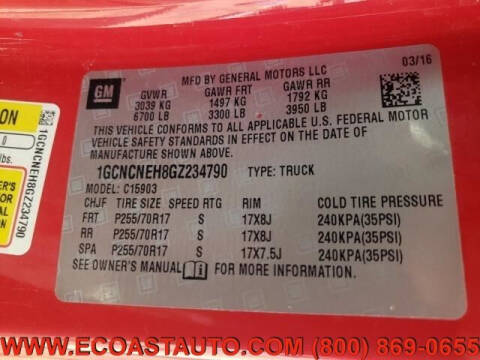 03/16
GM
MFD BY GENERAL MOTORS LLC
GVWR GAWR FRT GAWR RR
3039 KG 1497 KG 1792 KG
6700 LB 3300 LB 3950 LB
THIS VEHICLE CONFORMS TO ALL APPLICABLE U.S. FEDERAL MOTOR
VEHICLE SAFETY STANDARDS IN EFFECT ON THE DATE OF
MANUFACTURE SHOWN ABOVE.
1GCNCNEH8GZ234790 TYPE: TRUCK
MODEL: C15903
CHJF TIRE SIZE SPEED RTG RIM COLD TIRE PRESSURE
FRT P255/70R17 S 17X8J 240KPA(35PSI)
RR P255/70R17 S 17X8J 240KPA(35PSI)
SPA P255/70R17 S 17X7.5J 240KPA(35PSI)
SEE OWNER'S MANUAL FOR MORE INFORMATION.
ION
0
lbs.
1GCNCNEH8GZ234790
WWW.ECOASTAUTO.COM (800) 869-0655